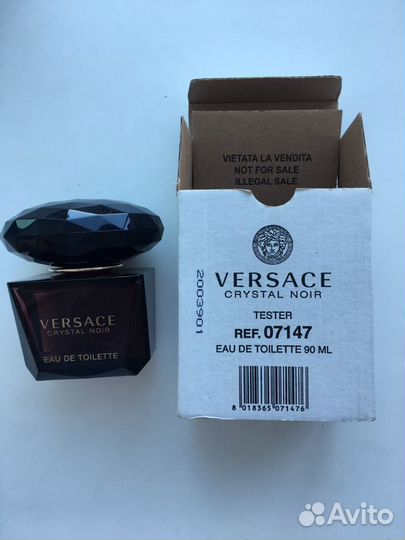 VIETATA LA VENDITA
NOT FOR SALE
ILLEGAL SALE
VERSACE
CRYSTAL NOIR
TESTER
REF. 07147
EAU DE TOILETTE 90 ML
8 018365 071476
2003901
VERSACE
CRYSTAL NOIR
EAU DE TOILETTE
Avito